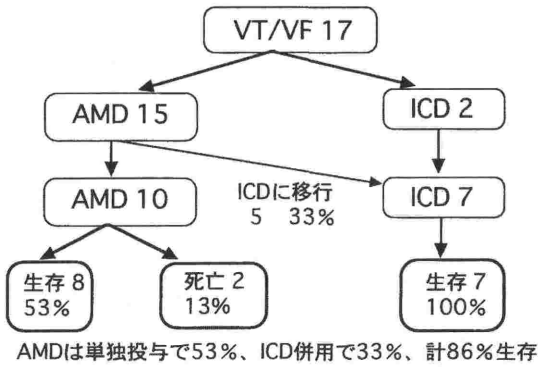 VT/VF 17
AMD 15
ICD 2
AMD 10
ICDに移行
5 33%
ICD 7
生存 8
53%
死亡 2
13%
生存 7
100%
AMDは単独投与で53%、ICD併用で33%、計86%生存